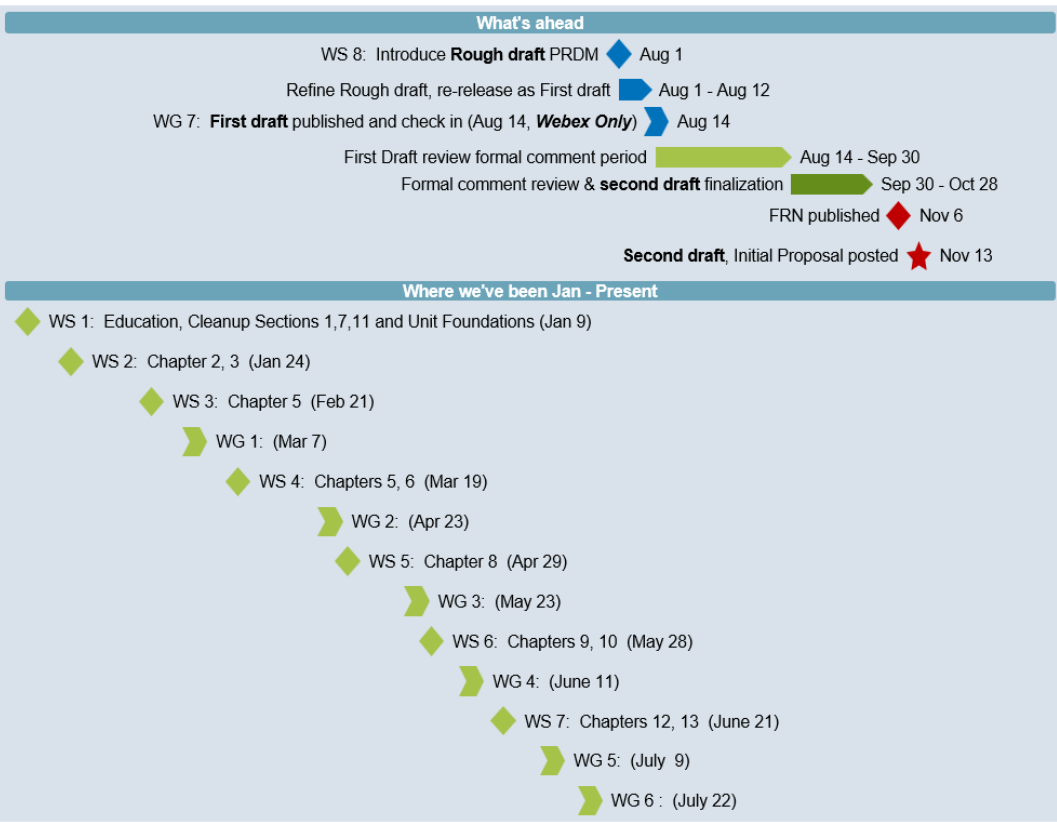 What's ahead
WS 8: Introduce Rough draft PRDM Aug 1
Refine Rough draft, re-release as First draft Aug 1 - Aug 12
WG 7: First draft published and check in (Aug 14, Webex Only) Aug 14
First Draft review formal comment period Aug 14 - Sep 30
Formal comment review & second draft finalization Sep 30 - Oct 28
FRN published Nov 6
Second draft, Initial Proposal posted Nov 13
Where we've been Jan - Present
WS 1: Education, Cleanup Sections 1,7,11 and Unit Foundations (Jan 9)
WS 2: Chapter 2, 3 (Jan 24)
WS 3: Chapter 5 (Feb 21)
WG 1: (Mar 7)
WS 4: Chapters 5, 6 (Mar 19)
WG 2: (Apr 23)
WS 5: Chapter 8 (Apr 29)
WG 3: (May 23)
WS 6: Chapters 9, 10 (May 28)
WG 4: (June 11)
WS 7: Chapters 12, 13 (June 21)
WG 5: (July 9)
WG 6 : (July 22)